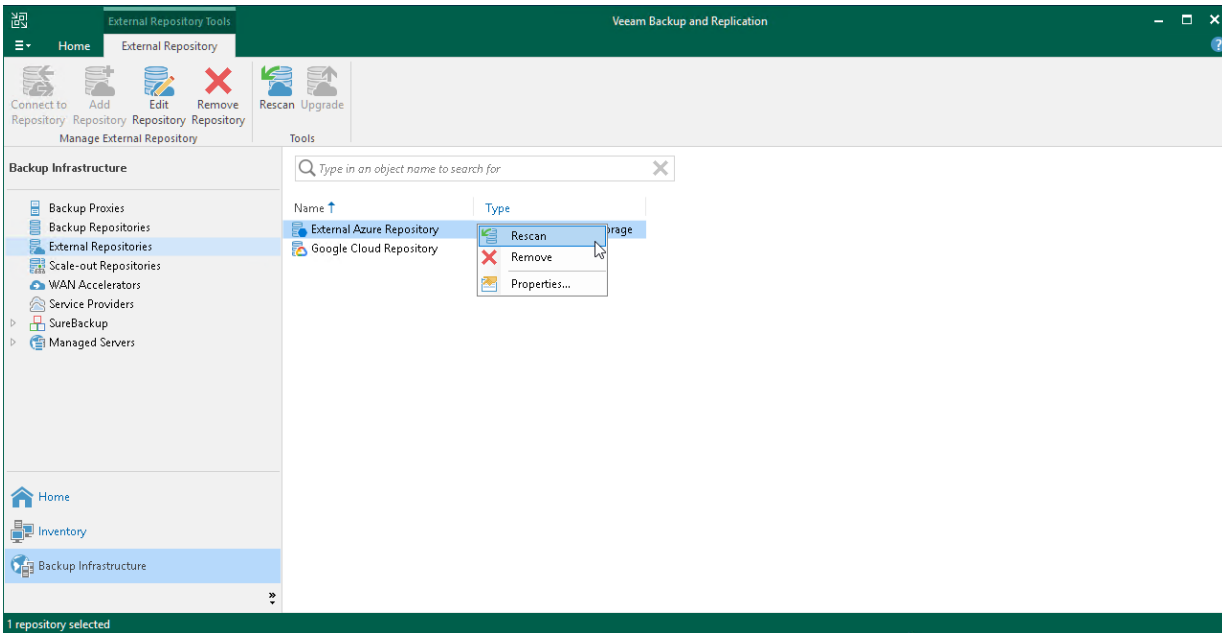 External Repository Tools
Veeam Backup and Replication
Home
External Repository
Connect to
Repository
Add
Repository
Edit
Repository
Remove
Repository
Rescan
Upgrade
Manage External Repository
Tools
Backup Infrastructure
Type in an object name to search for
Backup Proxies
Backup Repositories
External Repositories
Scale-out Repositories
WAN Accelerators
Service Providers
SureBackup
Managed Servers
Name
Type
External Azure Repository
Google Cloud Repository
Rescan
Remove
Properties...
Home
Inventory
Backup Infrastructure
1 repository selected